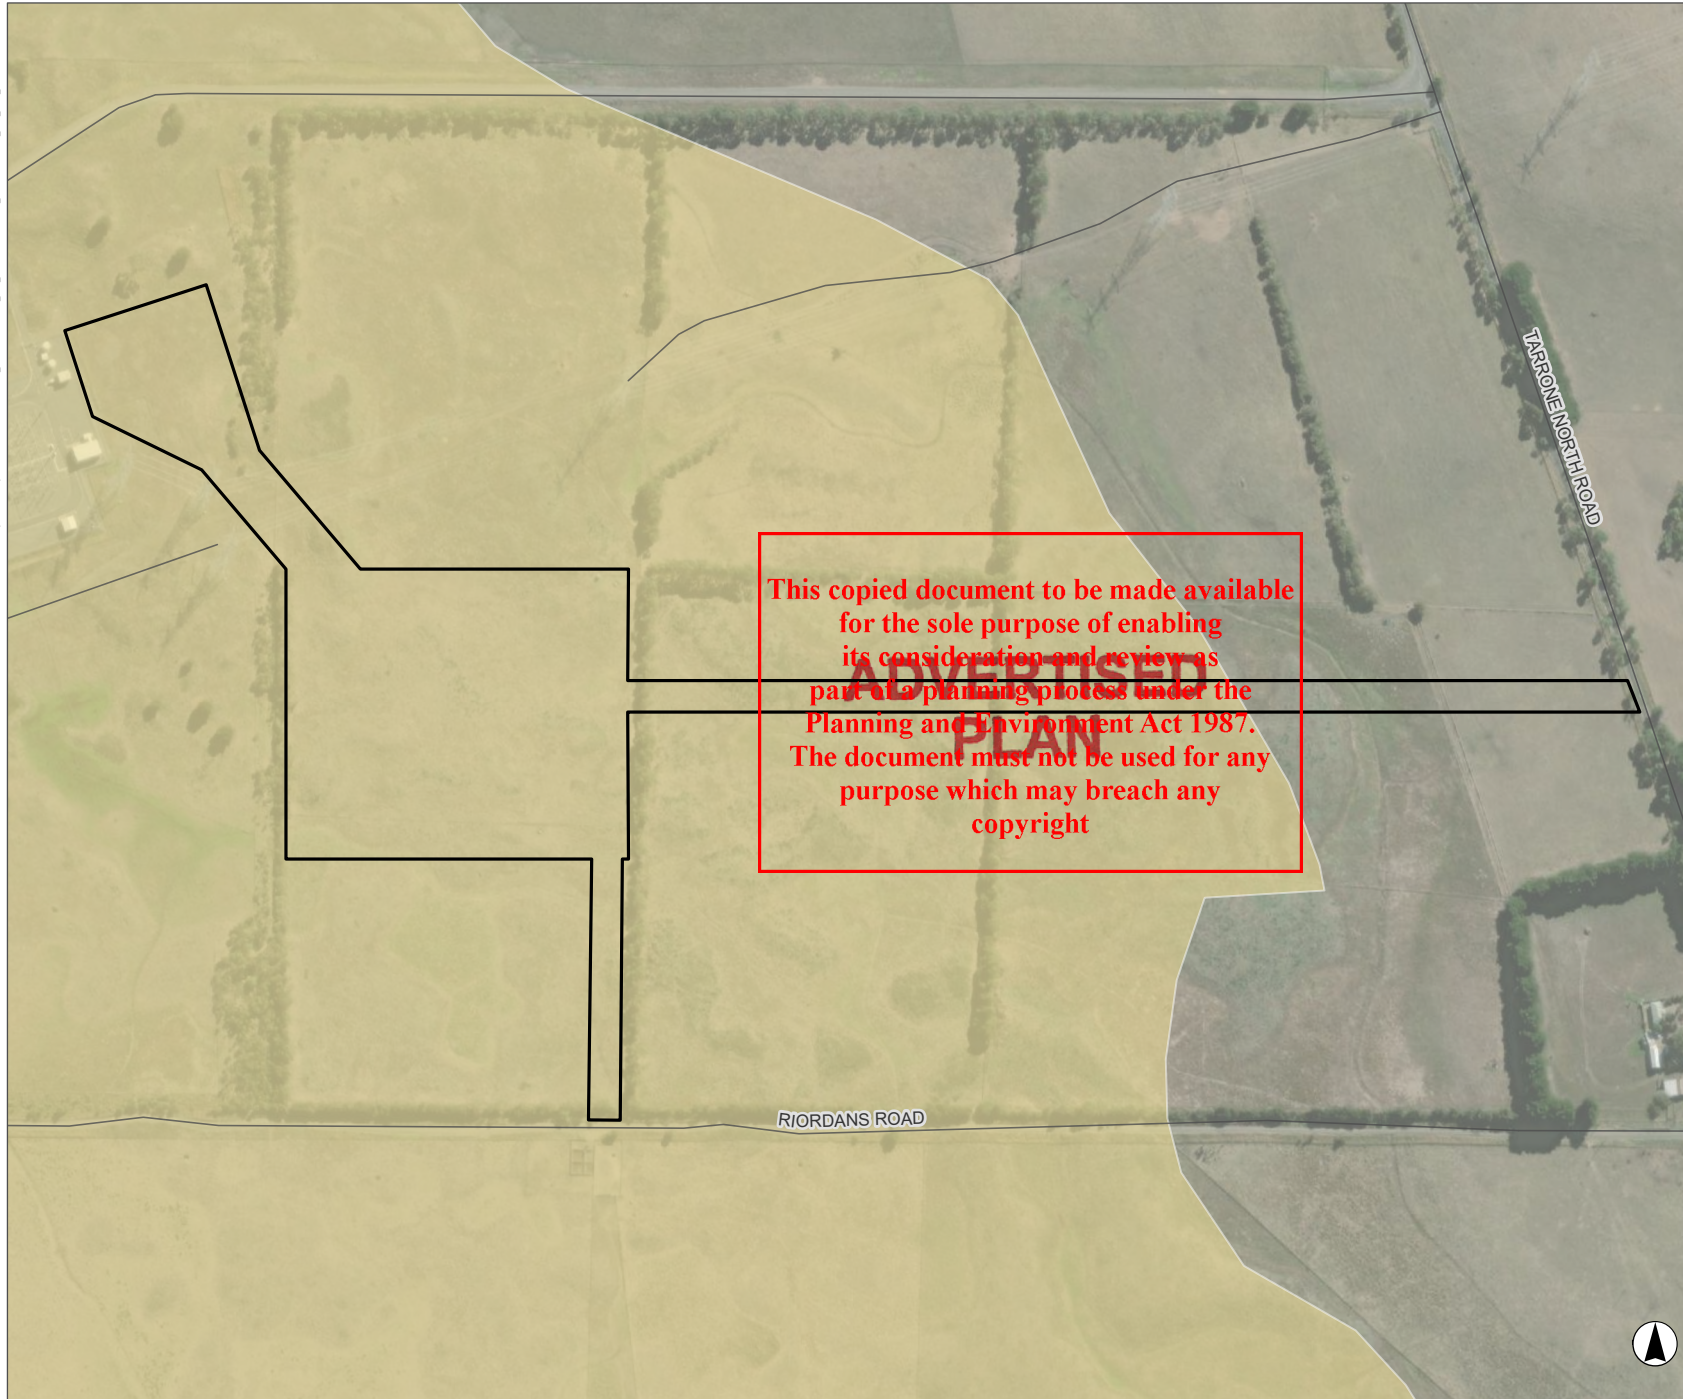 TARRONE NORTH ROAD
This copied document to be made available
for the sole purpose of enabling
its consideration and review as
part of a planning process under the
Planning and Environment Act 1987.
The document must not be used for any
purpose which may breach any
copyright
ADVERTISED
PLAN
RIORDANS ROAD